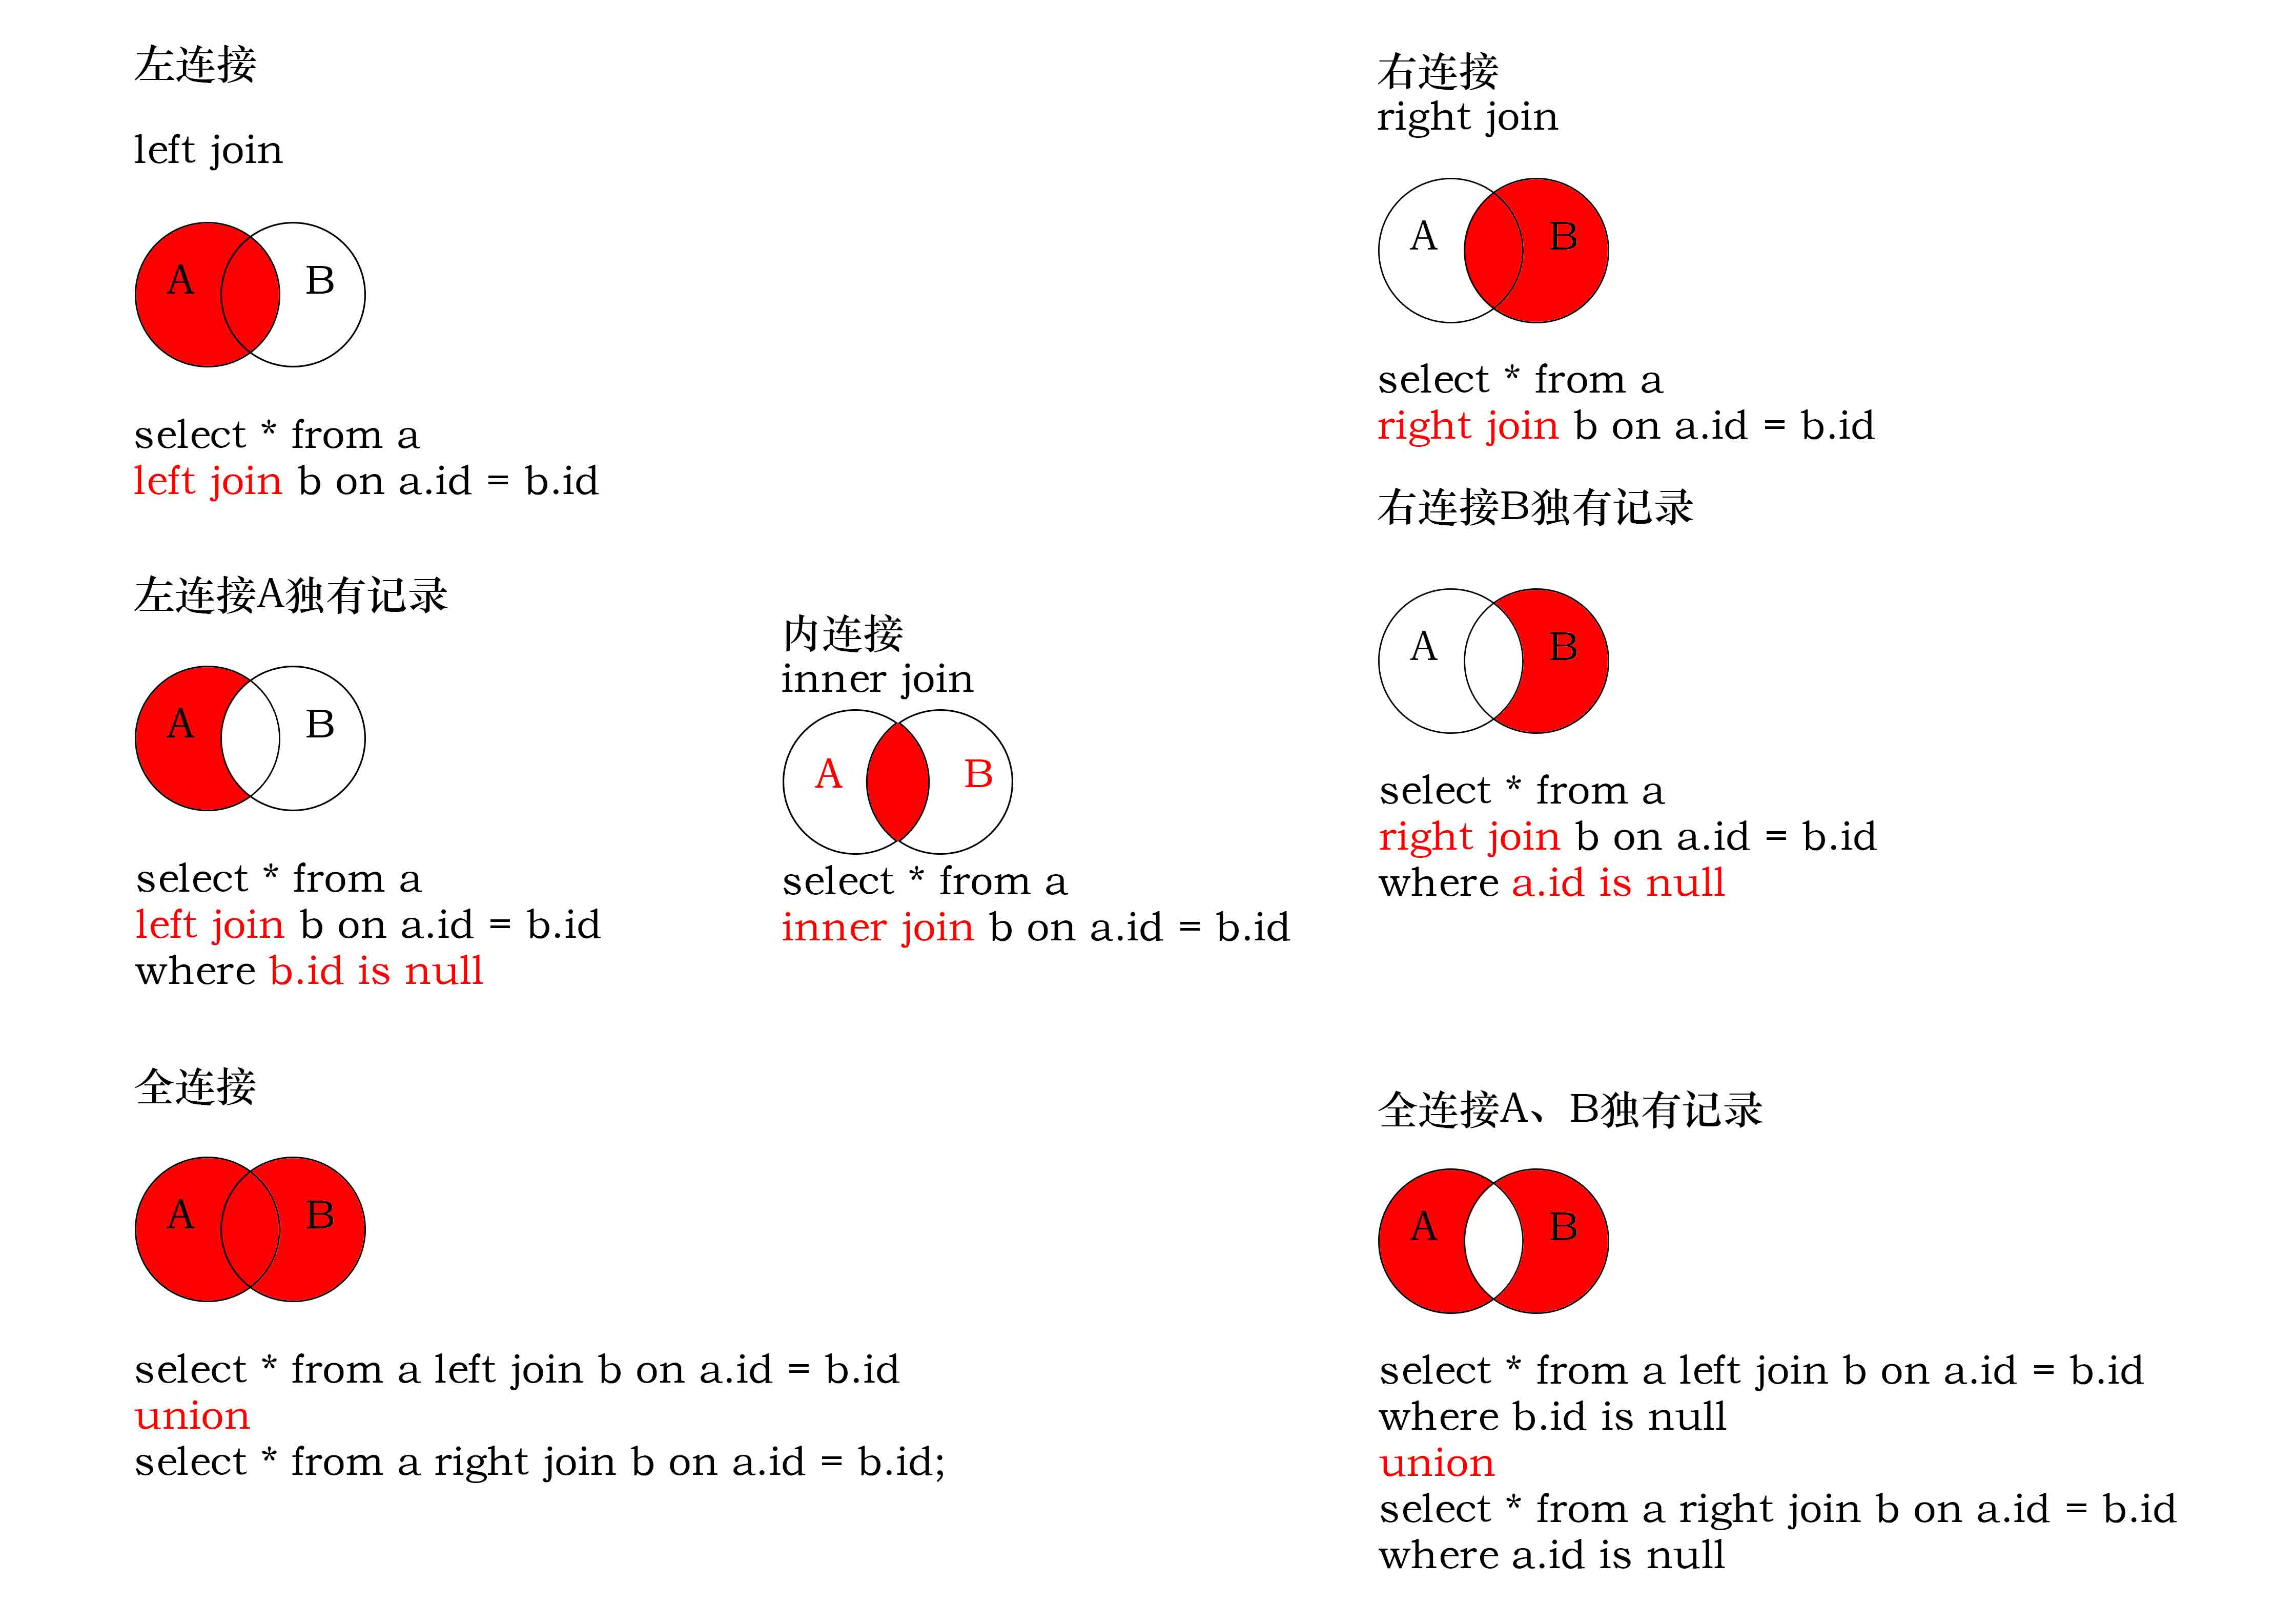 左连接
left join
A
B
select * from a
left join b on a.id = b.id
左连接A独有记录
A
B
select * from a
left join b on a.id = b.id
where b.id is null
全连接
A
B
select * from a left join b on a.id = b.id
union
select * from a right join b on a.id = b.id;
内连接
inner join
A
B
select * from a
inner join b on a.id = b.id
右连接
right join
A
B
select * from a
right join b on a.id = b.id
右连接B独有记录
A
B
select * from a
right join b on a.id = b.id
where a.id is null
全连接A、B独有记录
A
B
select * from a left join b on a.id = b.id
where b.id is null
union
select * from a right join b on a.id = b.id
where a.id is null